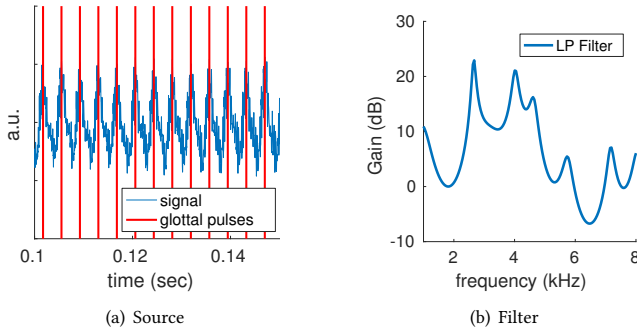 a.u.
signal
glottal pulses
0.1
0.12
0.14
time (sec)
(a) Source
30
20
10
0
-10
Gain (dB)
LP Filter
2
4
6
8
frequency (kHz)
(b) Filter